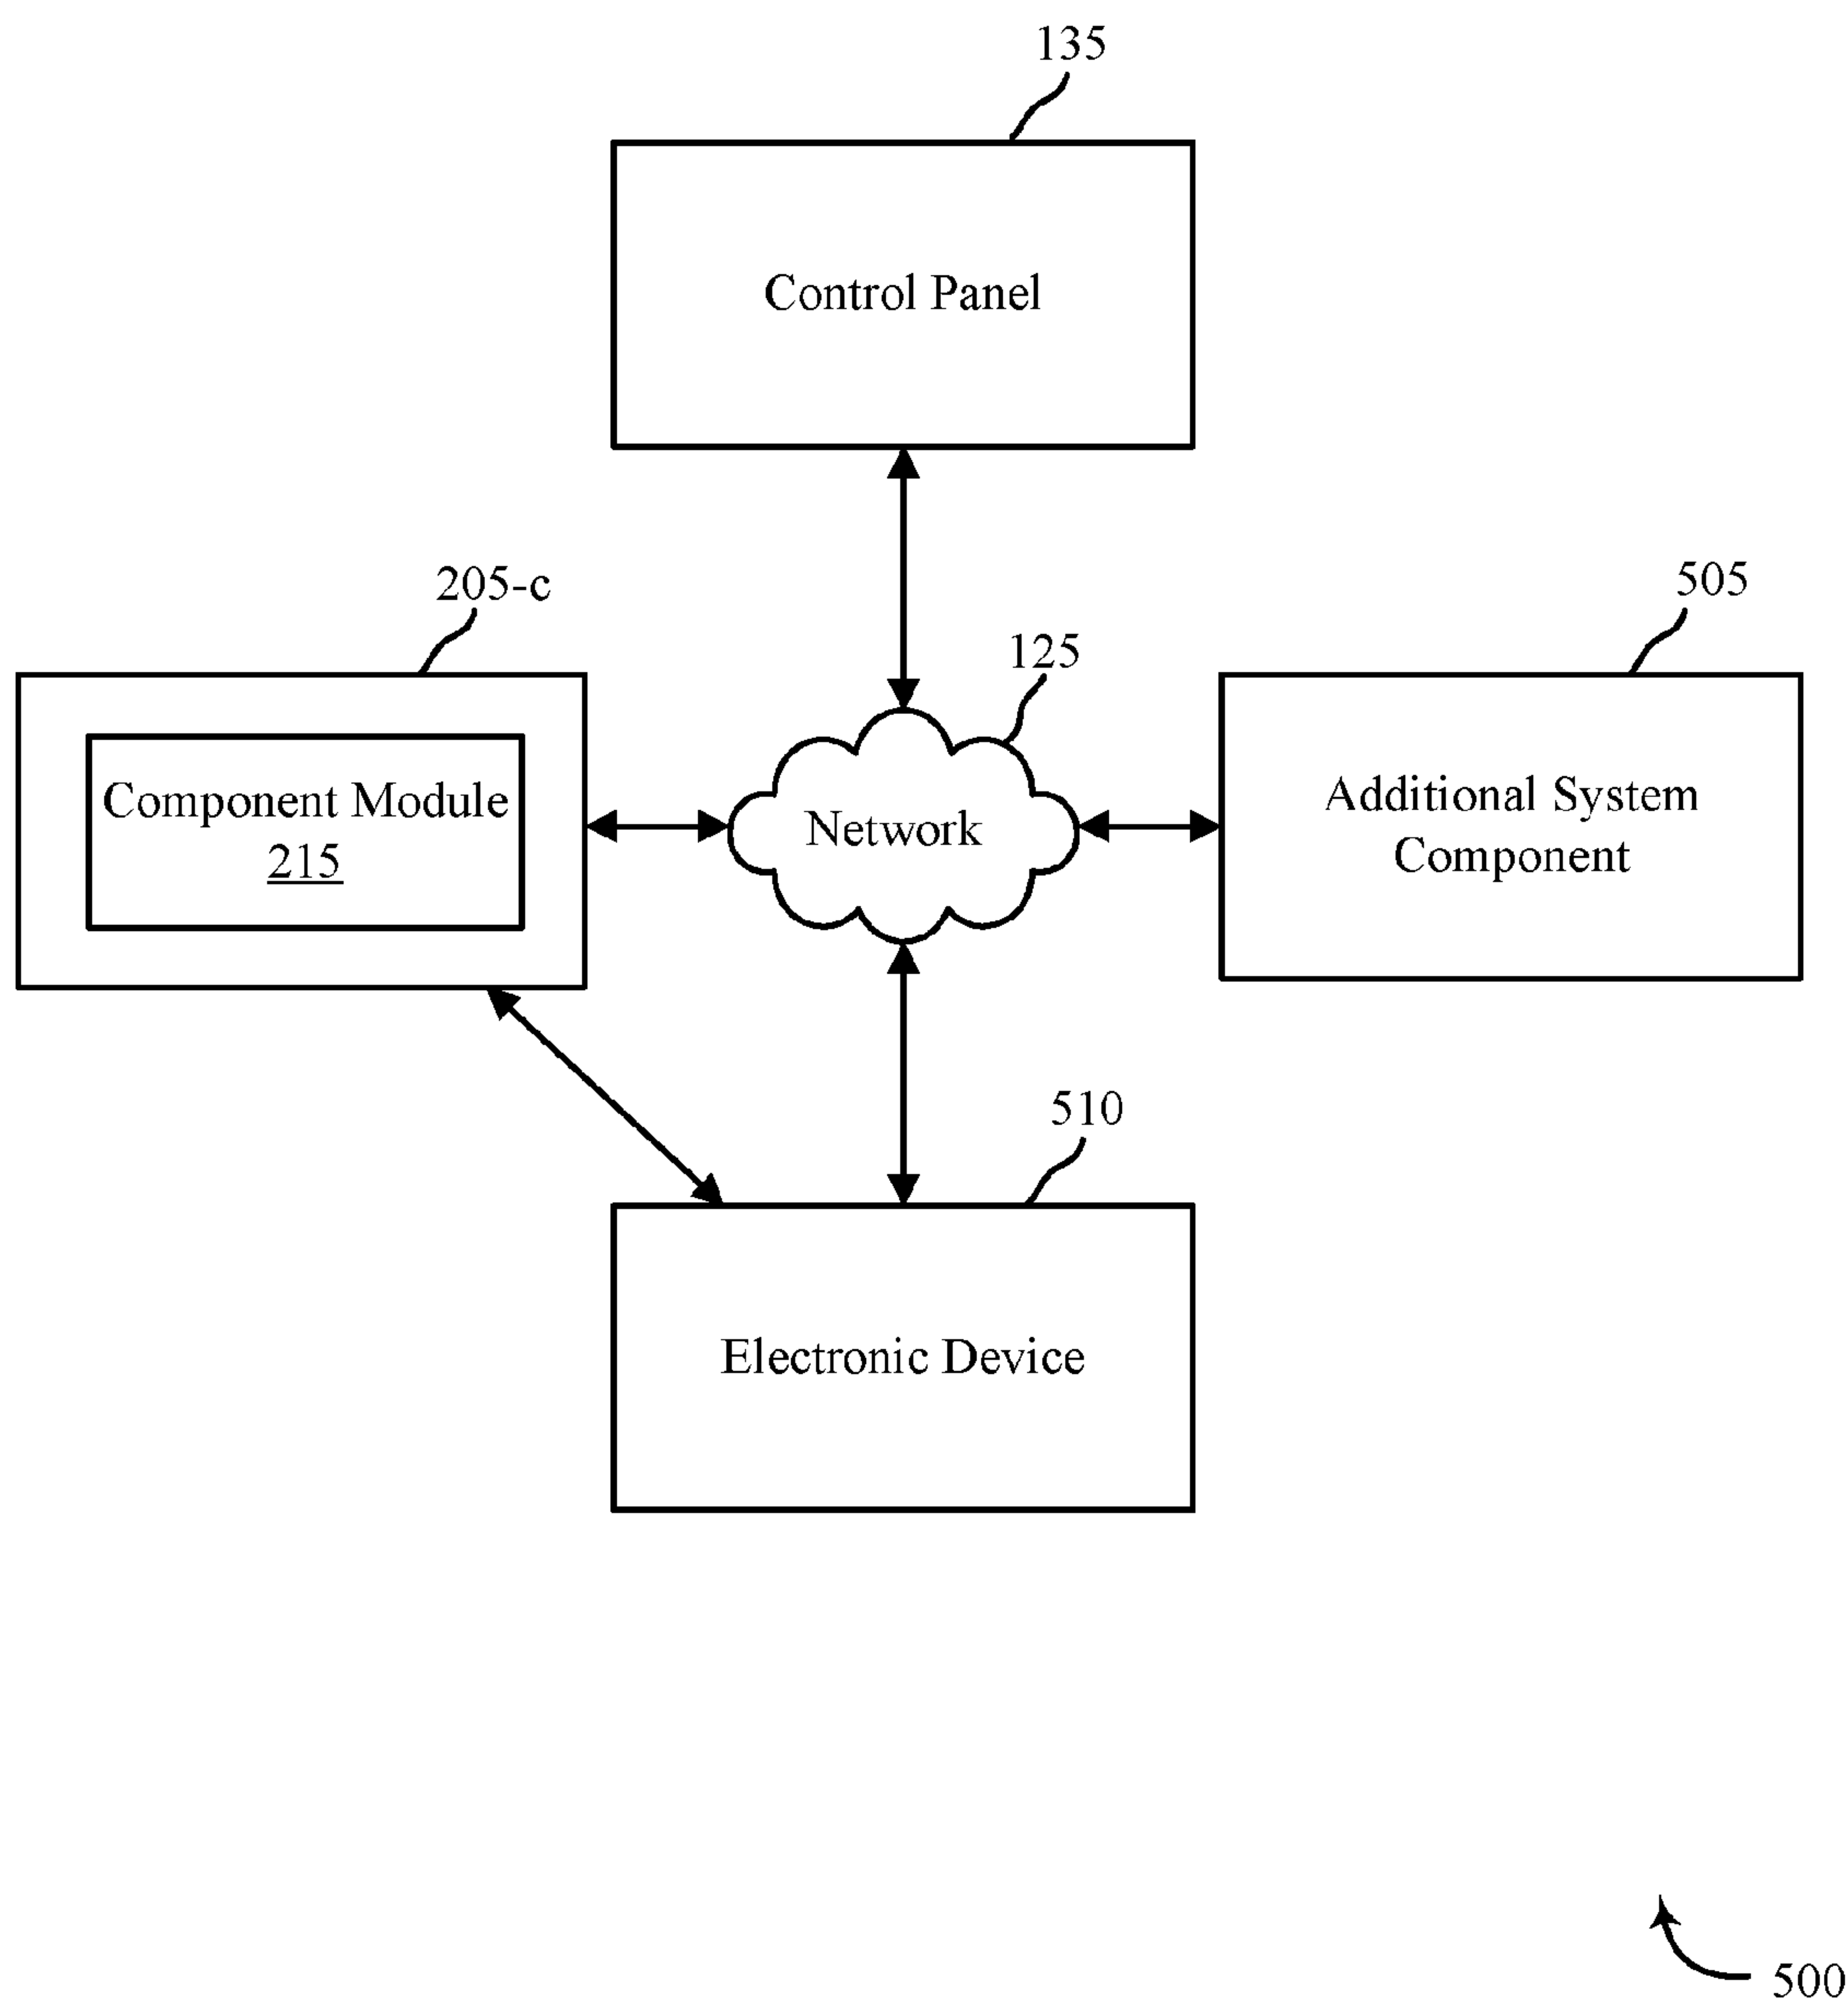 135
Control Panel
205-c
505
125
Component Module
215
Network
Additional System
Component
510
Electronic Device
500